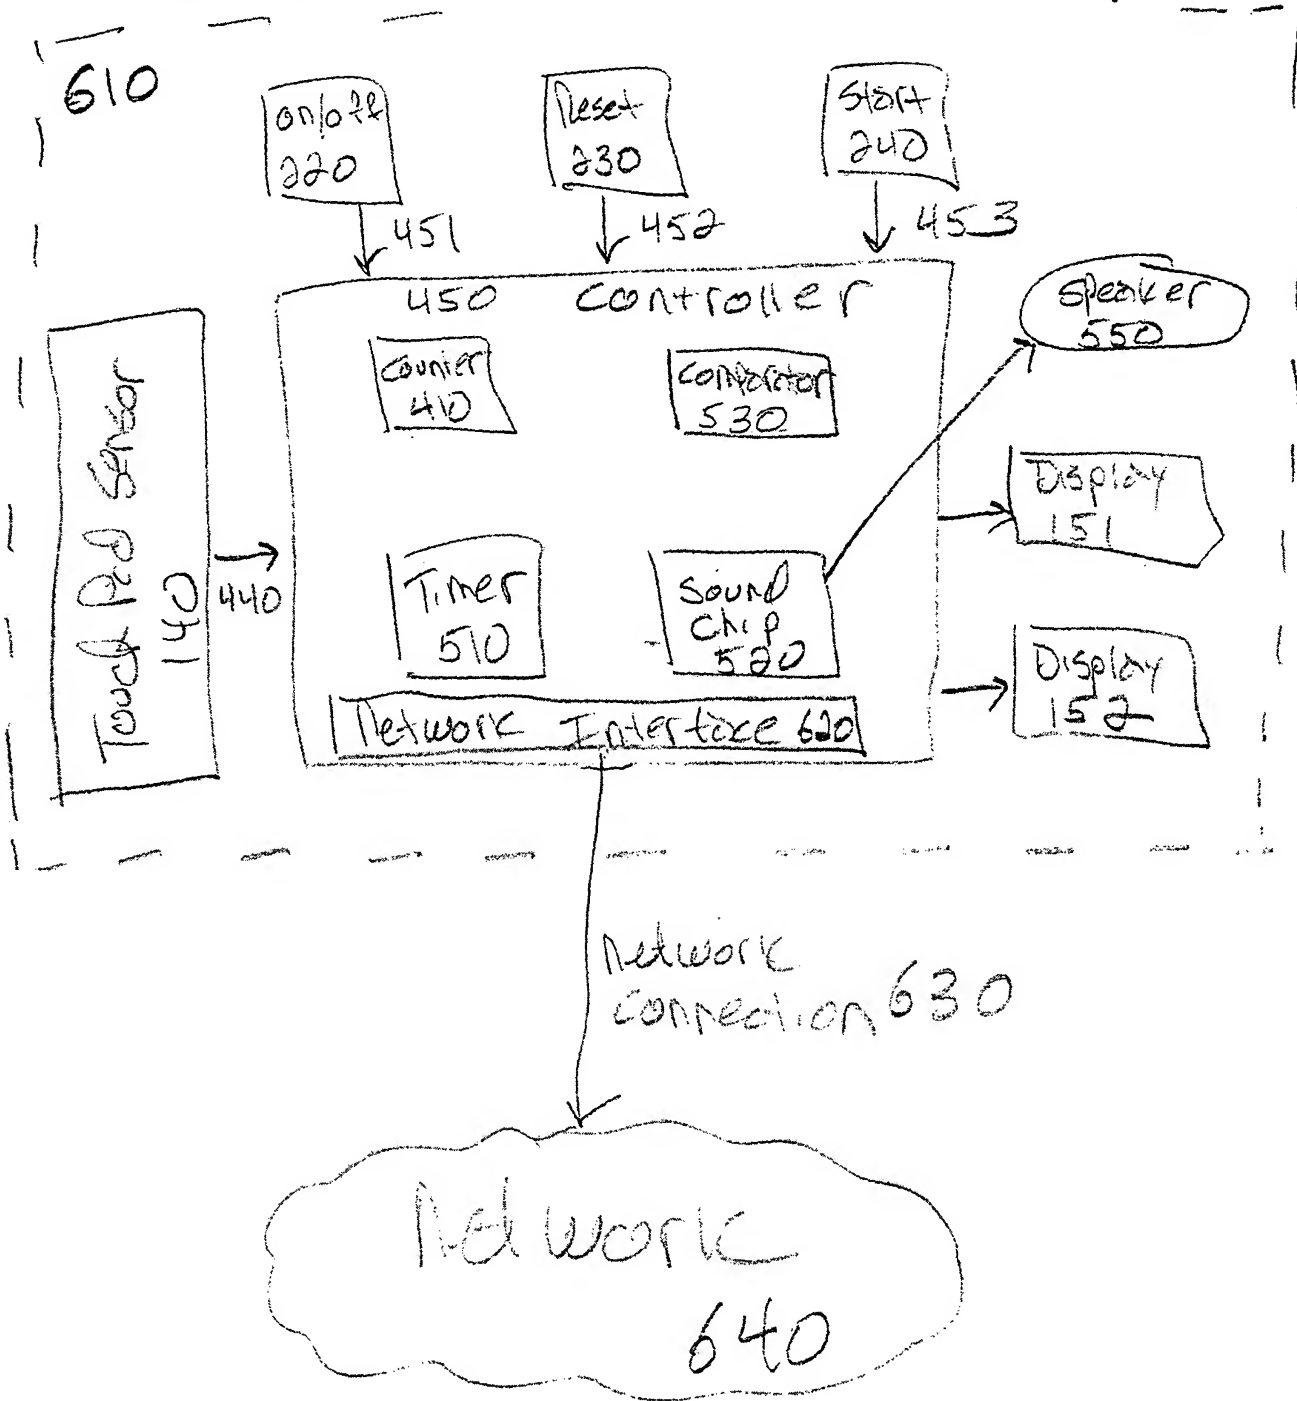 610
on/off
220
Reset
230
Start
240
451
452
453
450 Controller
Speaker
550
Counter
410
Comparator
530
Touch Pad Sensor
140
440
Display
151
Timer
510
Sound
Chip
520
Display
152
Network Interface 620
Network
Connection 630
Network
640